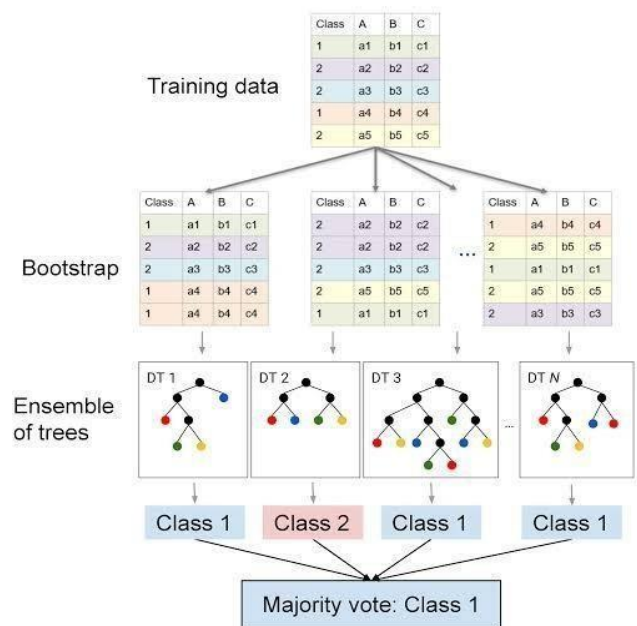 Class A B C
1 a1 b1 c1
2 a2 b2 c2
2 a3 b3 c3
1 a4 b4 c4
2 a5 b5 c5
Training data
Class A B C
1 a1 b1 c1
2 a2 b2 c2
2 a3 b3 c3
1 a4 b4 c4
1 a4 b4 c4
Class A B C
2 a2 b2 c2
2 a2 b2 c2
2 a3 b3 c3
2 a5 b5 c5
1 a1 b1 c1
...
Class A B C
1 a4 b4 c4
2 a5 b5 c5
1 a1 b1 c1
2 a5 b5 c5
2 a3 b3 c3
Bootstrap
Ensemble
of trees
DT 1
DT 2
DT 3
...
DT N
Class 1
Class 2
Class 1
Class 1
Majority vote: Class 1